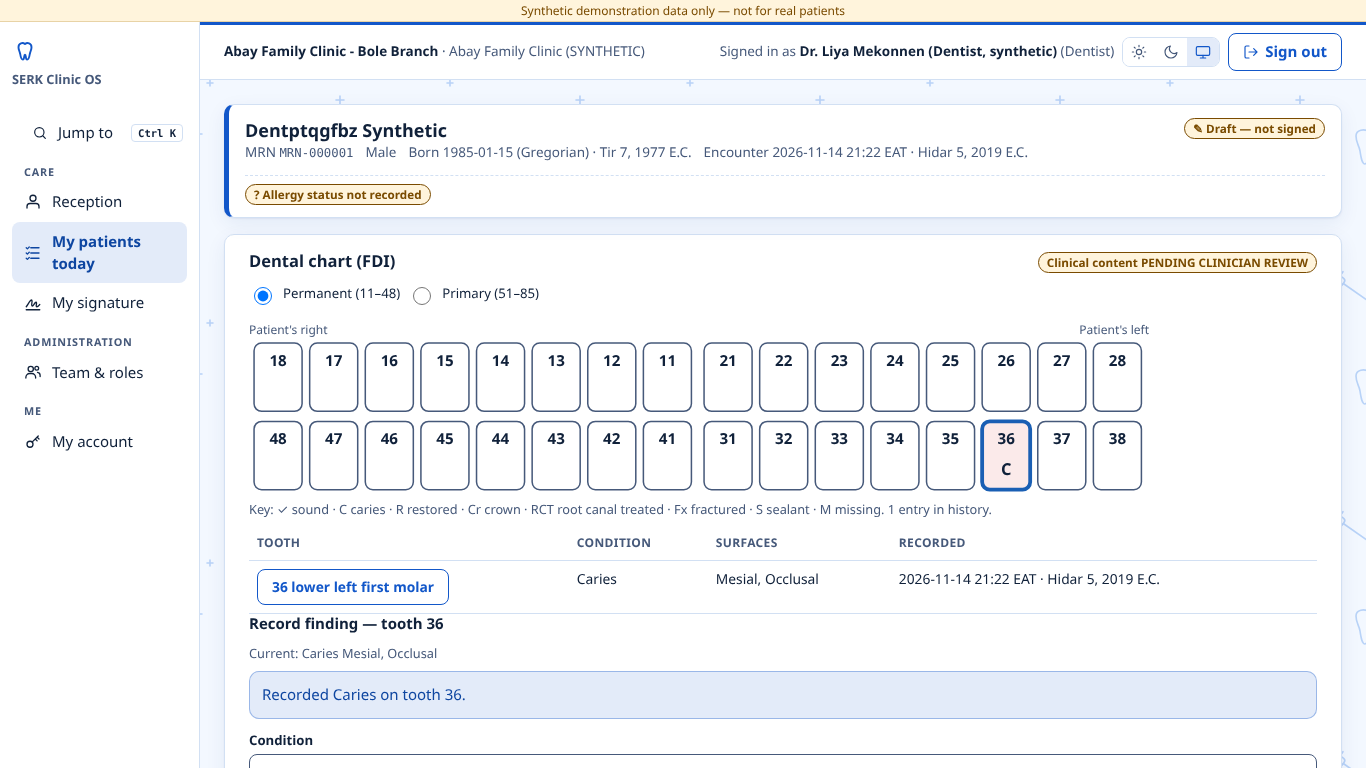 Synthetic demonstration data only — not for real patients
SERK Clinic OS
Jump to Ctrl K
CARE
Reception
My patients today
My signature
ADMINISTRATION
Team & roles
ME
My account
Abay Family Clinic - Bole Branch · Abay Family Clinic (SYNTHETIC)
Signed in as Dr. Liya Mekonnen (Dentist, synthetic) (Dentist)
Sign out
Dentptqgfbz Synthetic
✎ Draft — not signed
MRN MRN-000001 Male Born 1985-01-15 (Gregorian) · Tir 7, 1977 E.C. Encounter 2026-11-14 21:22 EAT · Hidar 5, 2019 E.C.
? Allergy status not recorded
Dental chart (FDI)
Clinical content PENDING CLINICIAN REVIEW
Permanent (11–48) Primary (51–85)
Patient's right Patient's left
18 17 16 15 14 13 12 11 21 22 23 24 25 26 27 28
48 47 46 45 44 43 42 41 31 32 33 34 35 36 37 38
C
Key: ✓ sound · C caries · R restored · Cr crown · RCT root canal treated · Fx fractured · S sealant · M missing. 1 entry in history.
TOOTH CONDITION SURFACES RECORDED
36 lower left first molar Caries Mesial, Occlusal 2026-11-14 21:22 EAT · Hidar 5, 2019 E.C.
Record finding — tooth 36
Current: Caries Mesial, Occlusal
Recorded Caries on tooth 36.
Condition